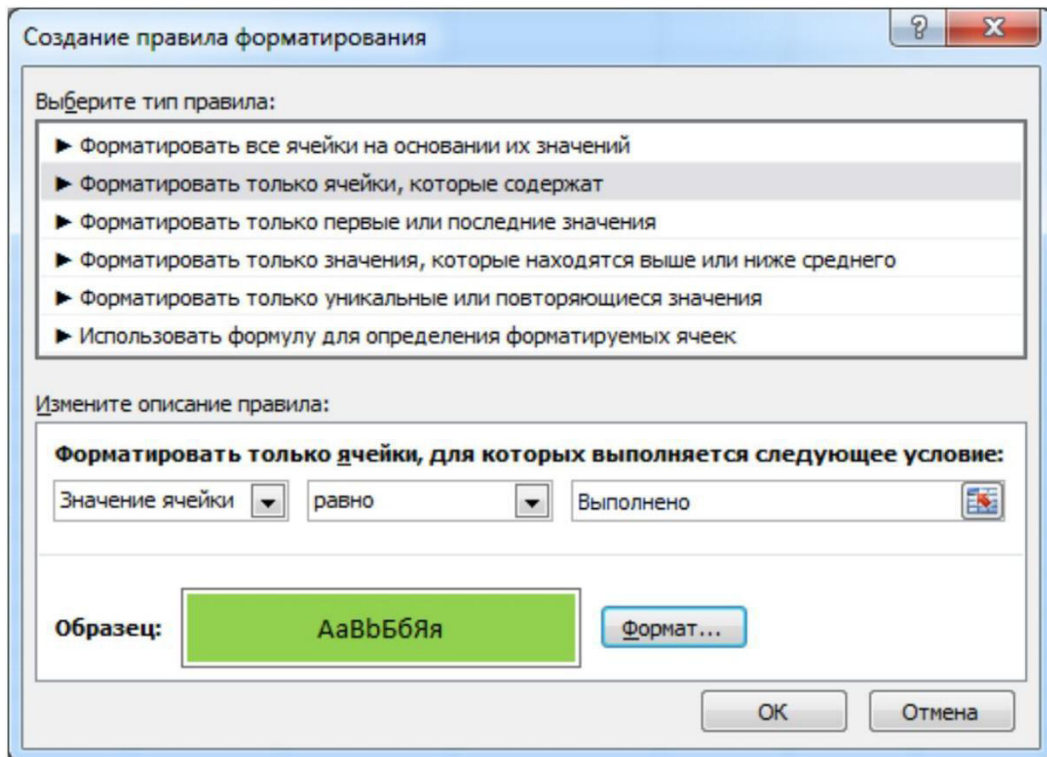 Создание правила форматирования
?
X
Выберите тип правила:
► Форматировать все ячейки на основании их значений
► Форматировать только ячейки, которые содержат
► Форматировать только первые или последние значения
► Форматировать только значения, которые находятся выше или ниже среднего
► Форматировать только уникальные или повторяющиеся значения
► Использовать формулу для определения форматируемых ячеек
Измените описание правила:
Форматировать только ячейки, для которых выполняется следующее условие:
Значение ячейки равно Выполнено
Образец: АаВbБбЯя Формат...
ОК Отмена